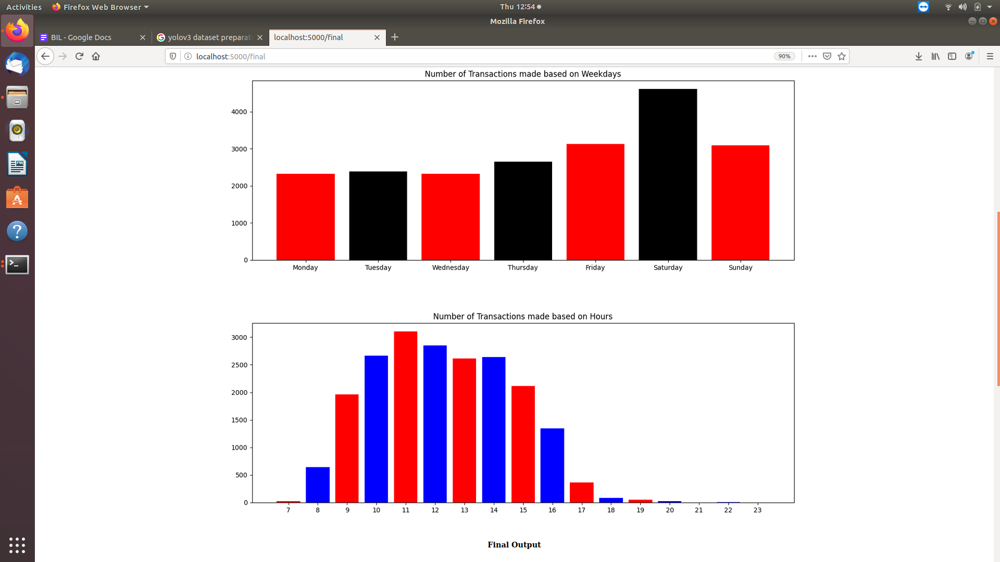 Activities Firefox Web Browser Thu 12:54
Mozilla Firefox
BIL - Google Docs yolov3 dataset preparati localhost:5000/final
localhost:5000/final 90%
Number of Transactions made based on Weekdays
4000
3000
2000
1000
0
Monday Tuesday Wednesday Thursday Friday Saturday Sunday
Number of Transactions made based on Hours
3000
2500
2000
1500
1000
500
0
7 8 9 10 11 12 13 14 15 16 17 18 19 20 21 22 23
Final Output